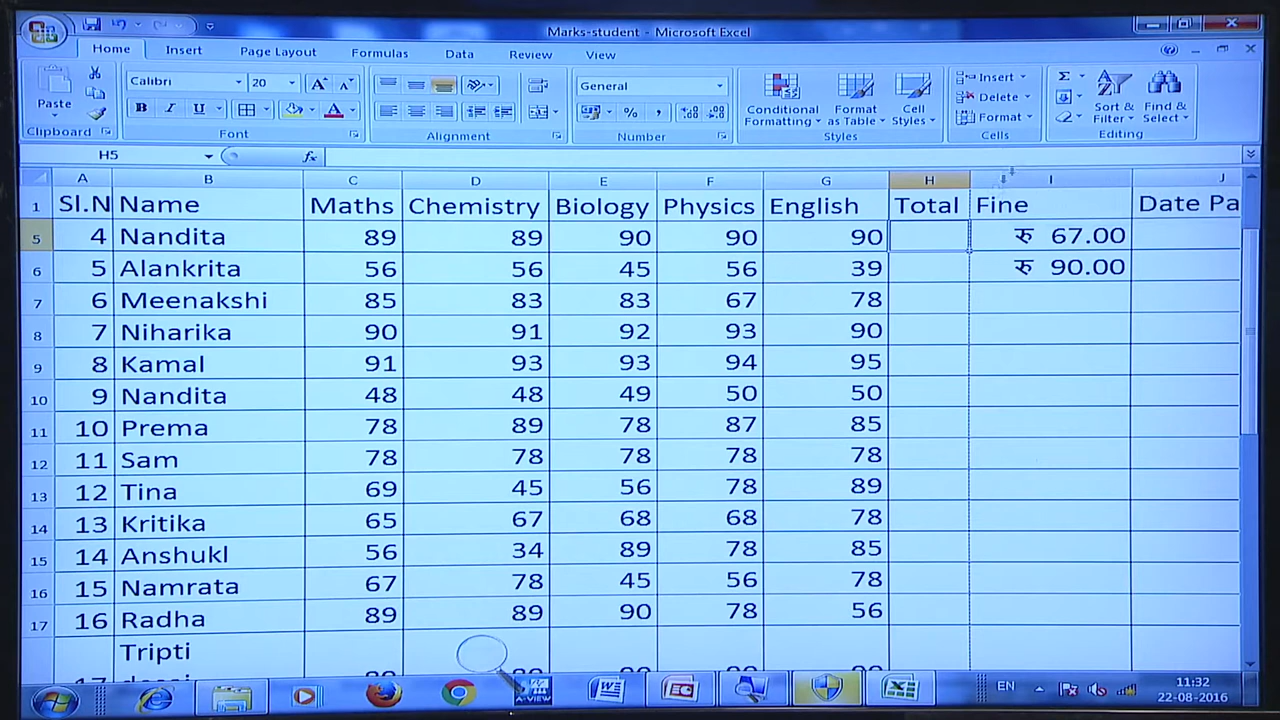 Marks-student - Microsoft Excel
Home Insert Page Layout Formulas Data Review View
Calibri 20 General
Paste B I U A % , Conditional Formatting Format as Table Cell Styles Insert Delete Format Σ Sort & Filter Find & Select
Clipboard Font Alignment Number Styles Cells Editing
H5 fx
A B C D E F G H I J
1 Sl.N Name Maths Chemistry Biology Physics English Total Fine Date Pa
5 4 Nandita 89 89 90 90 90 रु 67.00
6 5 Alankrita 56 56 45 56 39 रु 90.00
7 6 Meenakshi 85 83 83 67 78
8 7 Niharika 90 91 92 93 90
9 8 Kamal 91 93 93 94 95
10 9 Nandita 48 48 49 50 50
11 10 Prema 78 89 78 87 85
12 11 Sam 78 78 78 78 78
13 12 Tina 69 45 56 78 89
14 13 Kritika 65 67 68 68 78
15 14 Anshukl 56 34 89 78 85
16 15 Namrata 67 78 45 56 78
17 16 Radha 89 89 90 78 56
Tripti
A-VIEW EN 11:32
22-08-2016